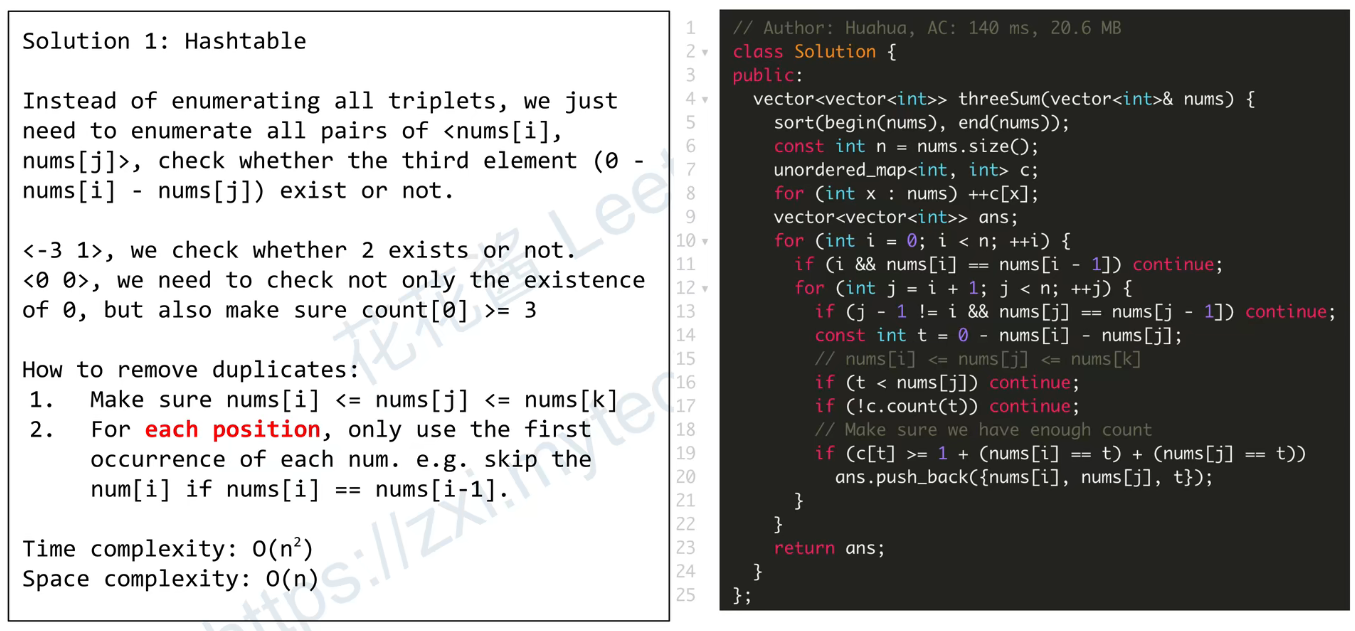 Solution 1: Hashtable
Instead of enumerating all triplets, we just
need to enumerate all pairs of <nums[i],
nums[j]>, check whether the third element (0 -
nums[i] - nums[j]) exist or not.
<-3 1>, we check whether 2 exists or not.
<0 0>, we need to check not only the existence
of 0, but also make sure count[0] >= 3
How to remove duplicates:
1. Make sure nums[i] <= nums[j] <= nums[k]
2. For each position, only use the first
occurrence of each num. e.g. skip the
num[i] if nums[i] == nums[i-1].
Time complexity: O(n²)
Space complexity: O(n)
花花酱 Leet
https://zxi.mytec
1 // Author: Huahua, AC: 140 ms, 20.6 MB
2 class Solution {
3 public:
4   vector<vector<int>> threeSum(vector<int>& nums) {
5     sort(begin(nums), end(nums));
6     const int n = nums.size();
7     unordered_map<int, int> c;
8     for (int x : nums) ++c[x];
9     vector<vector<int>> ans;
10     for (int i = 0; i < n; ++i) {
11       if (i && nums[i] == nums[i - 1]) continue;
12       for (int j = i + 1; j < n; ++j) {
13         if (j - 1 != i && nums[j] == nums[j - 1]) continue;
14         const int t = 0 - nums[i] - nums[j];
15         // nums[i] <= nums[j] <= nums[k]
16         if (t < nums[j]) continue;
17         if (!c.count(t)) continue;
18         // Make sure we have enough count
19         if (c[t] >= 1 + (nums[i] == t) + (nums[j] == t))
20           ans.push_back({nums[i], nums[j], t});
21       }
22     }
23     return ans;
24   }
25 };